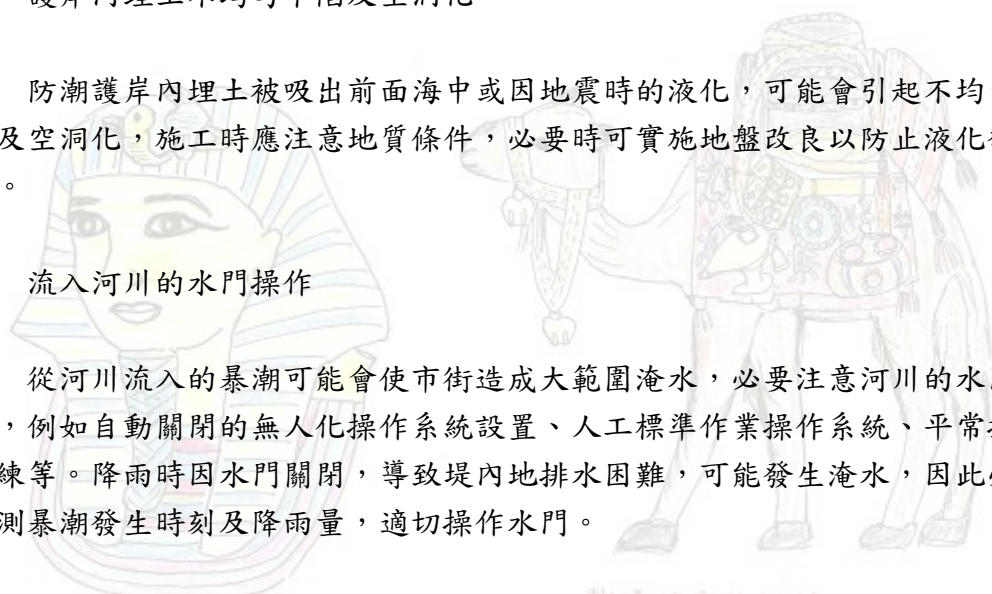 護岸內埋土不均勻下陷及空洞化
防潮護岸內埋土被吸出前面海中或因地震時的液化，可能會引起不均
及空洞化，施工時應注意地質條件，必要時可實施地盤改良以防止液化
。
流入河川的水門操作
從河川流入的暴潮可能會使市街造成大範圍淹水，必要注意河川的水
，例如自動關閉的無人化操作系統設置、人工標準作業操作系統、平常
練等。降雨時因水門關閉，導致堤內地排水困難，可能發生淹水，因此
測暴潮發生時刻及降雨量，適切操作水門。